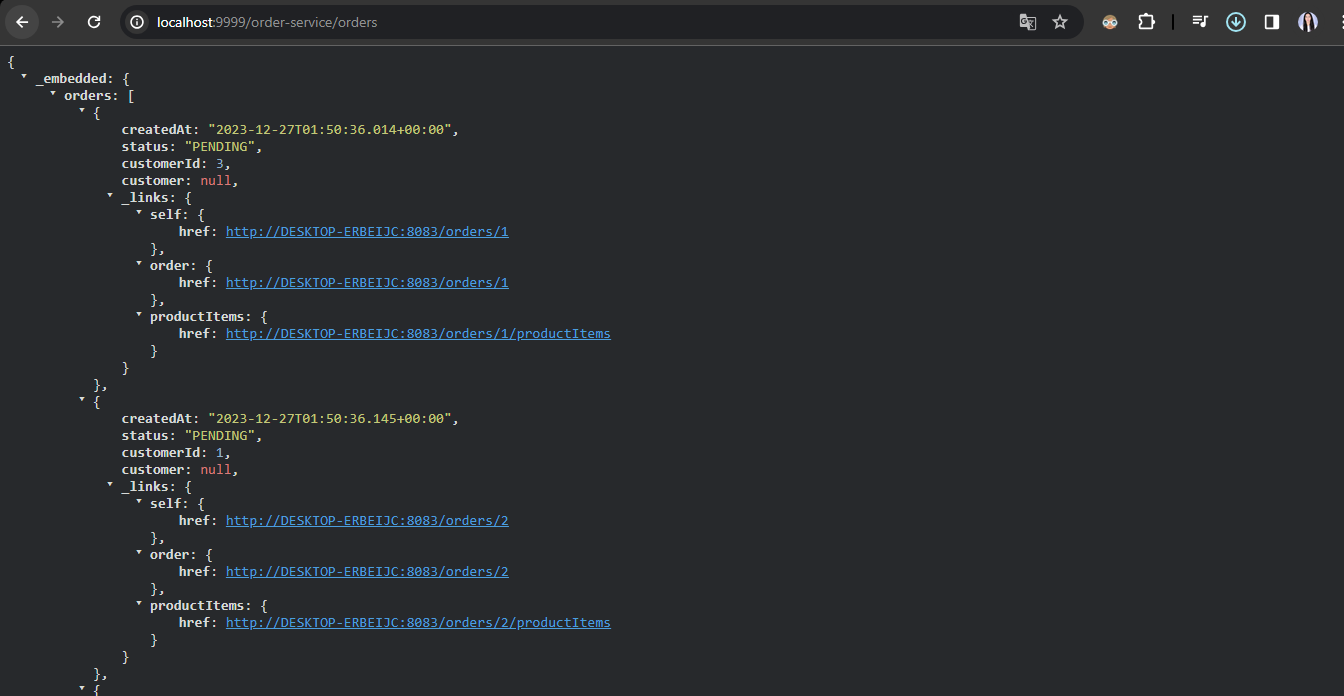 localhost:9999/order-service/orders
{
_embedded: {
orders: [
{
createdAt: "2023-12-27T01:50:36.014+00:00",
status: "PENDING",
customerId: 3,
customer: null,
_links: {
self: {
href: http://DESKTOP-ERBEIJC:8083/orders/1
},
order: {
href: http://DESKTOP-ERBEIJC:8083/orders/1
},
productItems: {
href: http://DESKTOP-ERBEIJC:8083/orders/1/productItems
}
}
},
{
createdAt: "2023-12-27T01:50:36.145+00:00",
status: "PENDING",
customerId: 1,
customer: null,
_links: {
self: {
href: http://DESKTOP-ERBEIJC:8083/orders/2
},
order: {
href: http://DESKTOP-ERBEIJC:8083/orders/2
},
productItems: {
href: http://DESKTOP-ERBEIJC:8083/orders/2/productItems
}
}
},
{